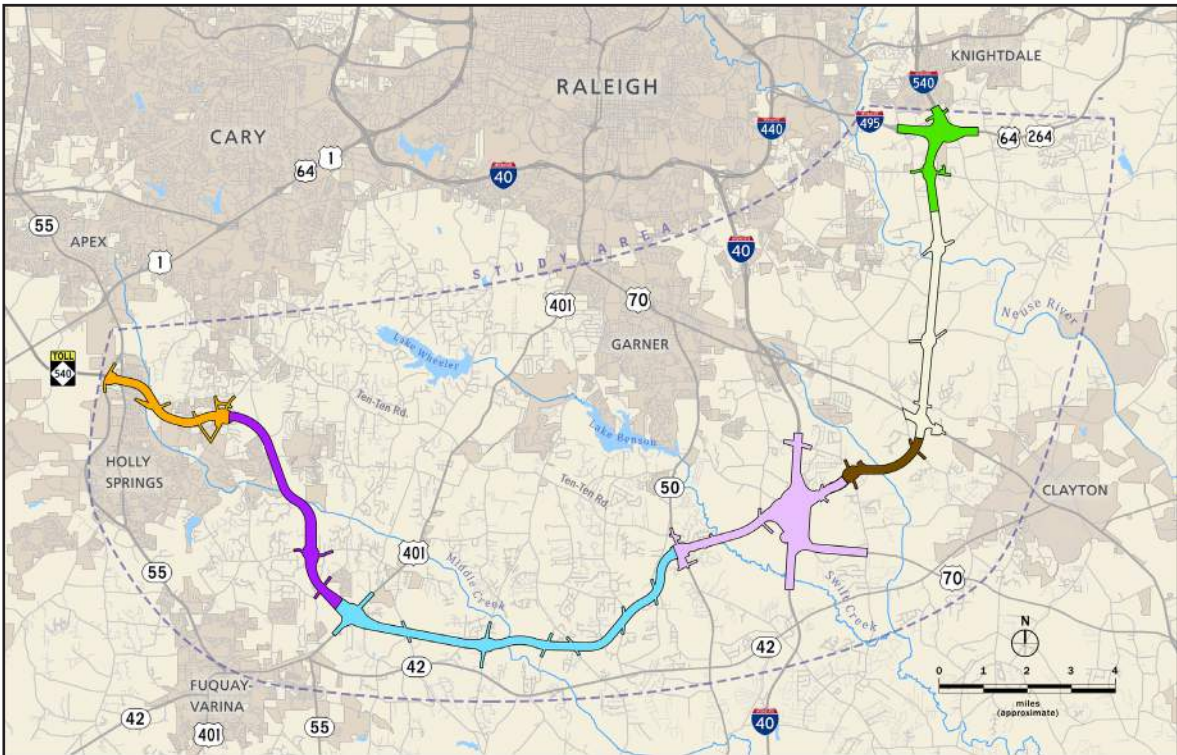 KNIGHTDALE
540
RALEIGH
CARY
440
495
64 264
64 1
40
55
APEX
1
STUDY AREA
40
401
70
Neuse River
GARNER
Lake Wheeler
TOLL
540
Ten-Ten Rd.
Lake Benson
HOLLY
SPRINGS
Ten-Ten Rd.
50
CLAYTON
401
55
Middle Creek
Swift Creek
70
N
42
42
0 1 2 3 4
miles
(approximate)
FUQUAY-
VARINA
42
401
55
40